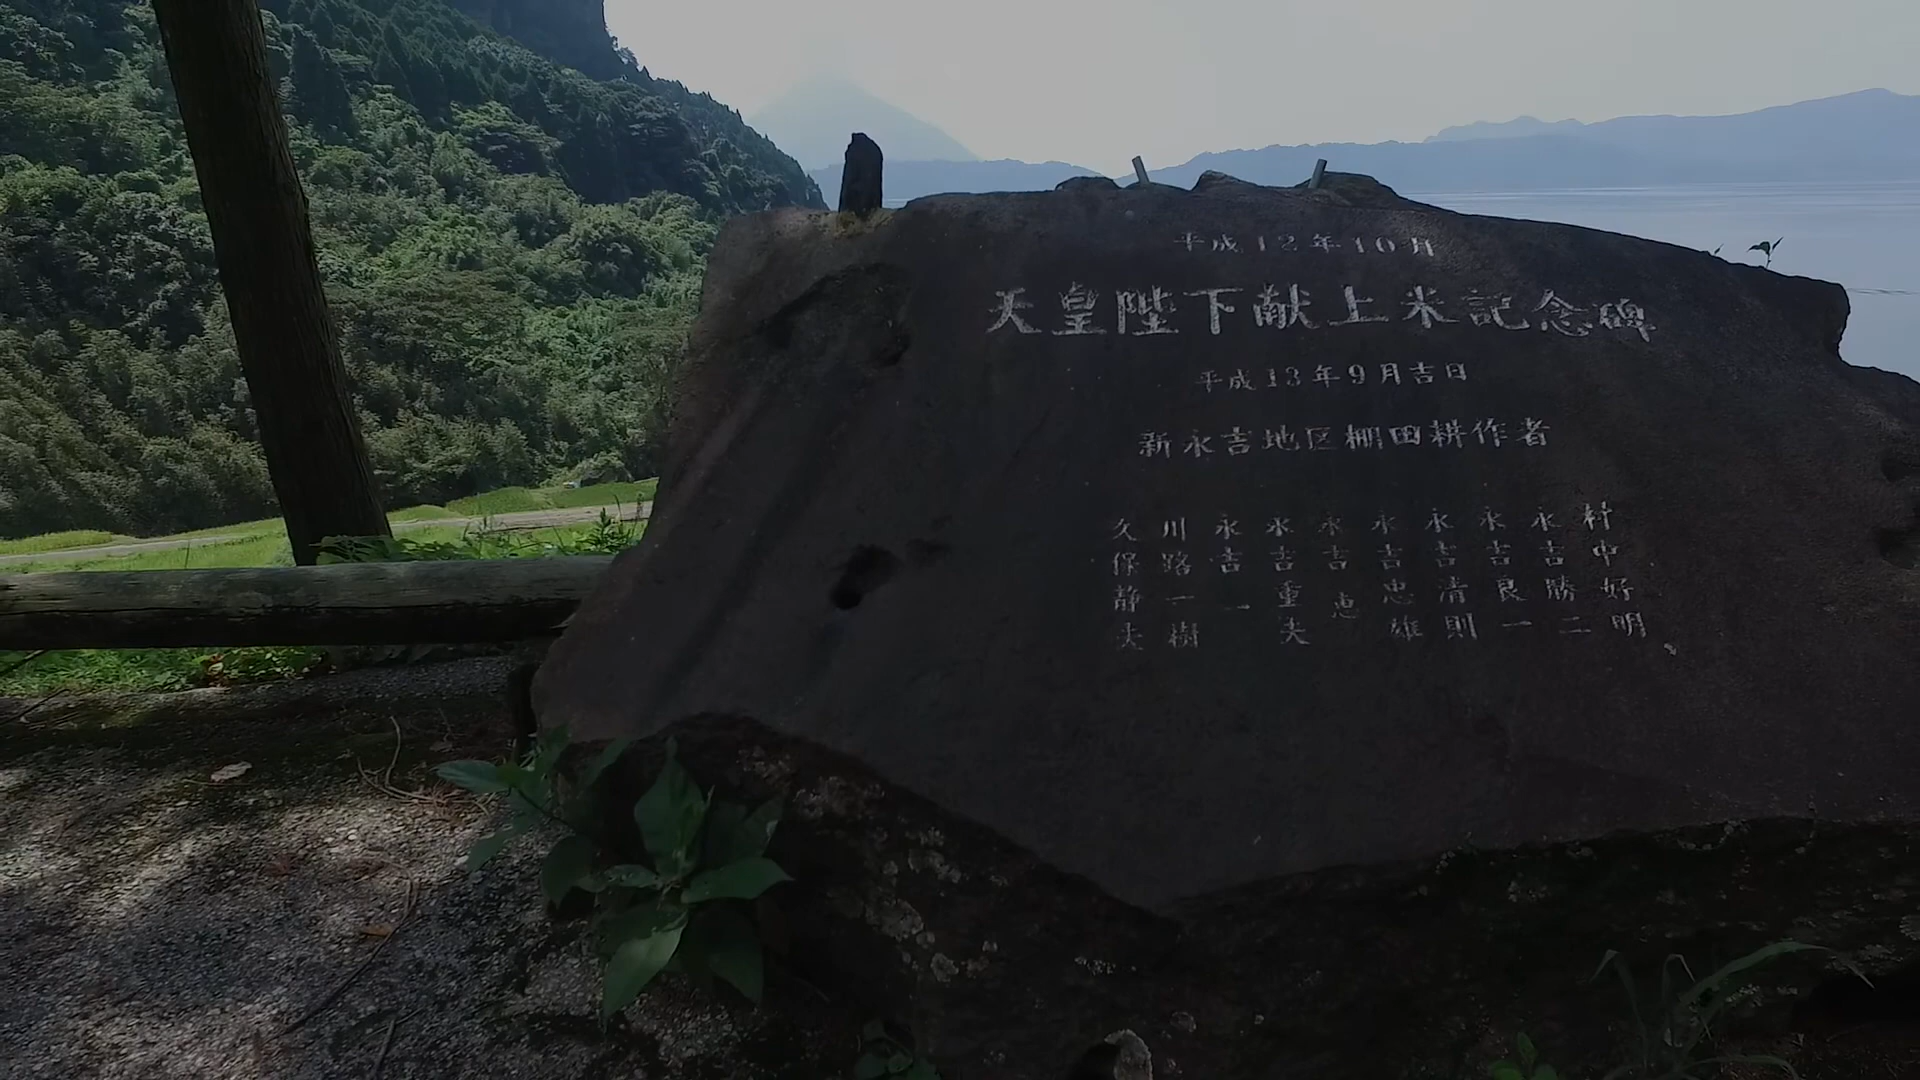 平成12年10月
天皇陛下献上米記念碑
平成13年9月吉日
新永吉地区棚田耕作者
村中好明
永吉勝二
永吉良一
永吉清則
永吉忠雄
永吉恵
永吉重夫
永吉一
川路一樹
久保静夫